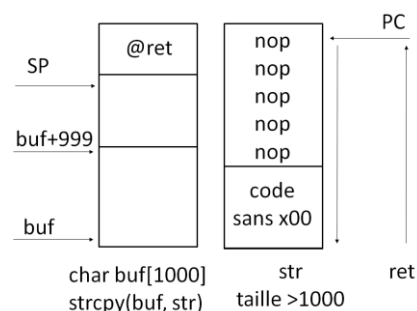 @ret
SP
buf+999
buf
char buf[1000]
strcpy(buf, str)
nop
nop
nop
nop
nop
code
sans x00
str
taille >1000
PC
ret